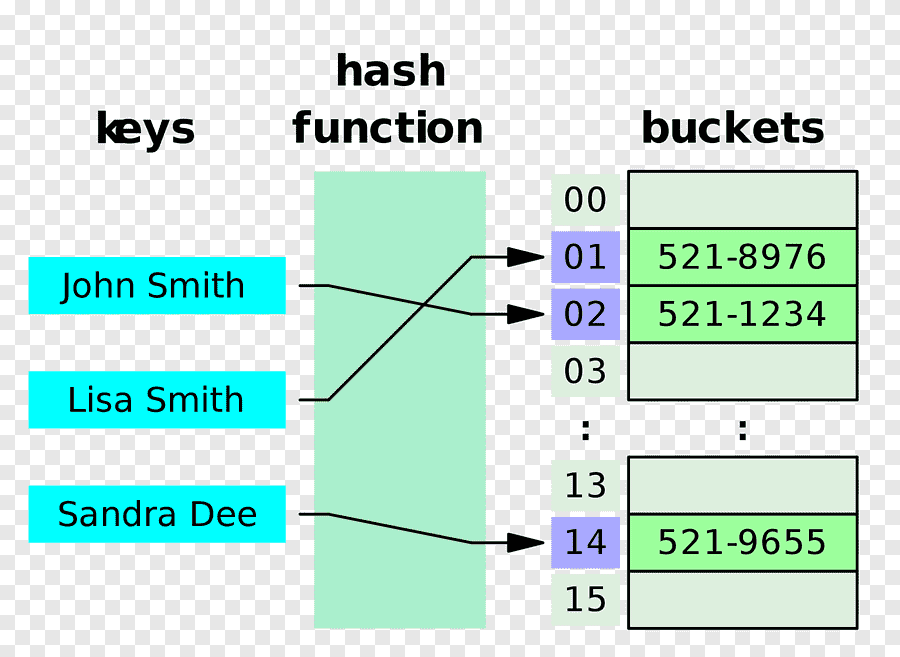 hash
keys function buckets
00
01 521-8976
John Smith
02 521-1234
03
Lisa Smith
:  :
13
Sandra Dee
14 521-9655
15